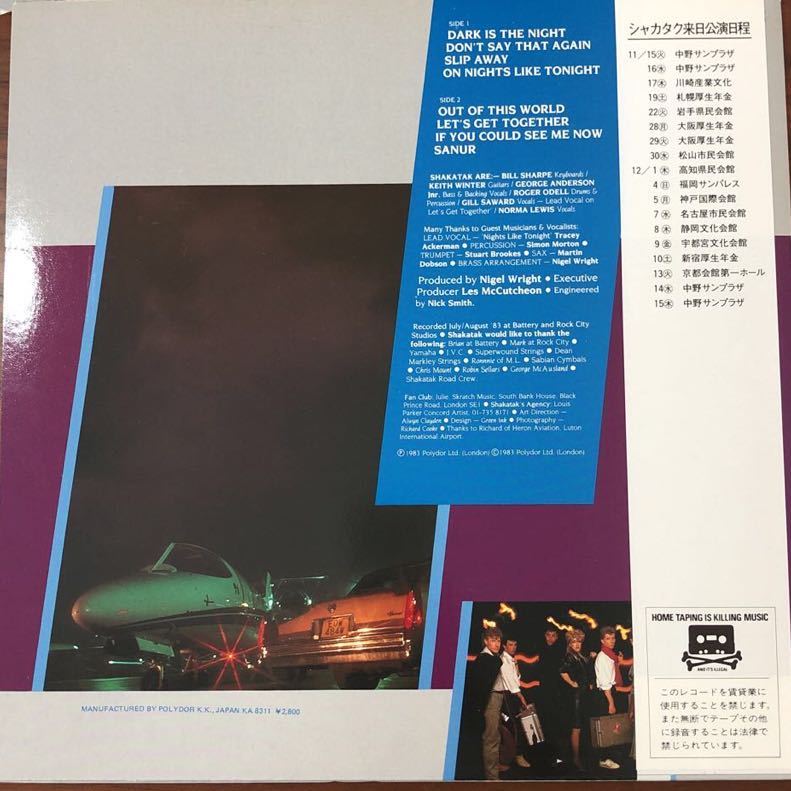 SIDE 1
DARK IS THE NIGHT
DON'T SAY THAT AGAIN
SLIP AWAY
ON NIGHTS LIKE TONIGHT
SIDE 2
OUT OF THIS WORLD
LET'S GET TOGETHER
IF YOU COULD SEE ME NOW
SANUR
SHAKATAK ARE:— BILL SHARPE Keyboards /
KEITH WINTER Guitars / GEORGE ANDERSON
Jnr. Bass & Backing Vocals / ROGER ODELL Drums &
Percussion / GILL SAWARD Vocals — Lead Vocal on
'Let's Get Together' / NORMA LEWIS Vocals
Many Thanks to Guest Musicians & Vocalists:
LEAD VOCAL — 'Nights Like Tonight' Tracey
Ackerman ● PERCUSSION — Simon Morton ●
TRUMPET — Stuart Brookes ● SAX — Martin
Dobson ● BRASS ARRANGEMENT — Nigel Wright
Produced by Nigel Wright ● Executive
Producer Les McCutcheon ● Engineered
by Nick Smith.
Recorded July/August '83 at Battery and Rock City
Studios ● Shakatak would like to thank the
following: Brian at Battery ● Mark at Rock City ●
Yamaha ● J.V.C. ● Superwound Strings ● Dean
Markley Strings ● Ronnnie of M.L. ● Sabian Cymbals
● Chris Mount ● Robin Sellars ● George McAusland ●
Shakatak Road Crew.
Fan Club: Julie, Skratch Music, South Bank House, Black
Prince Road, London SE1 ● Shakatak's Agency: Louis
Parker Concord Artist, 01-735 8171 ● Art Direction —
Alwyn Clayden ● Design — Green Ink ● Photography —
Richard Cooke ● Thanks to Richard of Heron Aviation, Luton
International Airport.
Ⓟ1983 Polydor Ltd. (London) Ⓒ1983 Polydor Ltd. (London)
シャカタク来日公演日程
11/15㊋ 中野サンプラザ
16㊌ 中野サンプラザ
17㊍ 川崎産業文化
19㊏ 札幌厚生年金
22㊋ 岩手県民会館
28㊊ 大阪厚生年金
29㊋ 大阪厚生年金
30㊌ 松山市民会館
12/1㊍ 高知県民会館
4㊐ 福岡サンパレス
5㊊ 神戸国際会館
7㊌ 名古屋市民会館
8㊍ 静岡文化会館
9㊎ 宇都宮文化会館
10㊏ 新宿厚生年金
13㊋ 京都会館第一ホール
14㊌ 中野サンプラザ
15㊍ 中野サンプラザ
EUW
484W
HOME TAPING IS KILLING MUSIC
AND IT'S ILLEGAL
このレコードを賃貸業に
使用することを禁じます。
また無断でテープその他
に録音することは法律で
禁じられています。
MANUFACTURED BY POLYDOR K.K., JAPAN KA 8311 ¥2,800